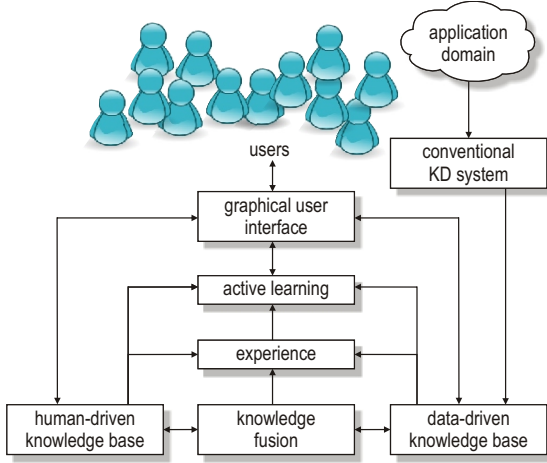 application
domain
users
conventional
KD system
graphical user
interface
active learning
experience
human-driven
knowledge base
knowledge
fusion
data-driven
knowledge base